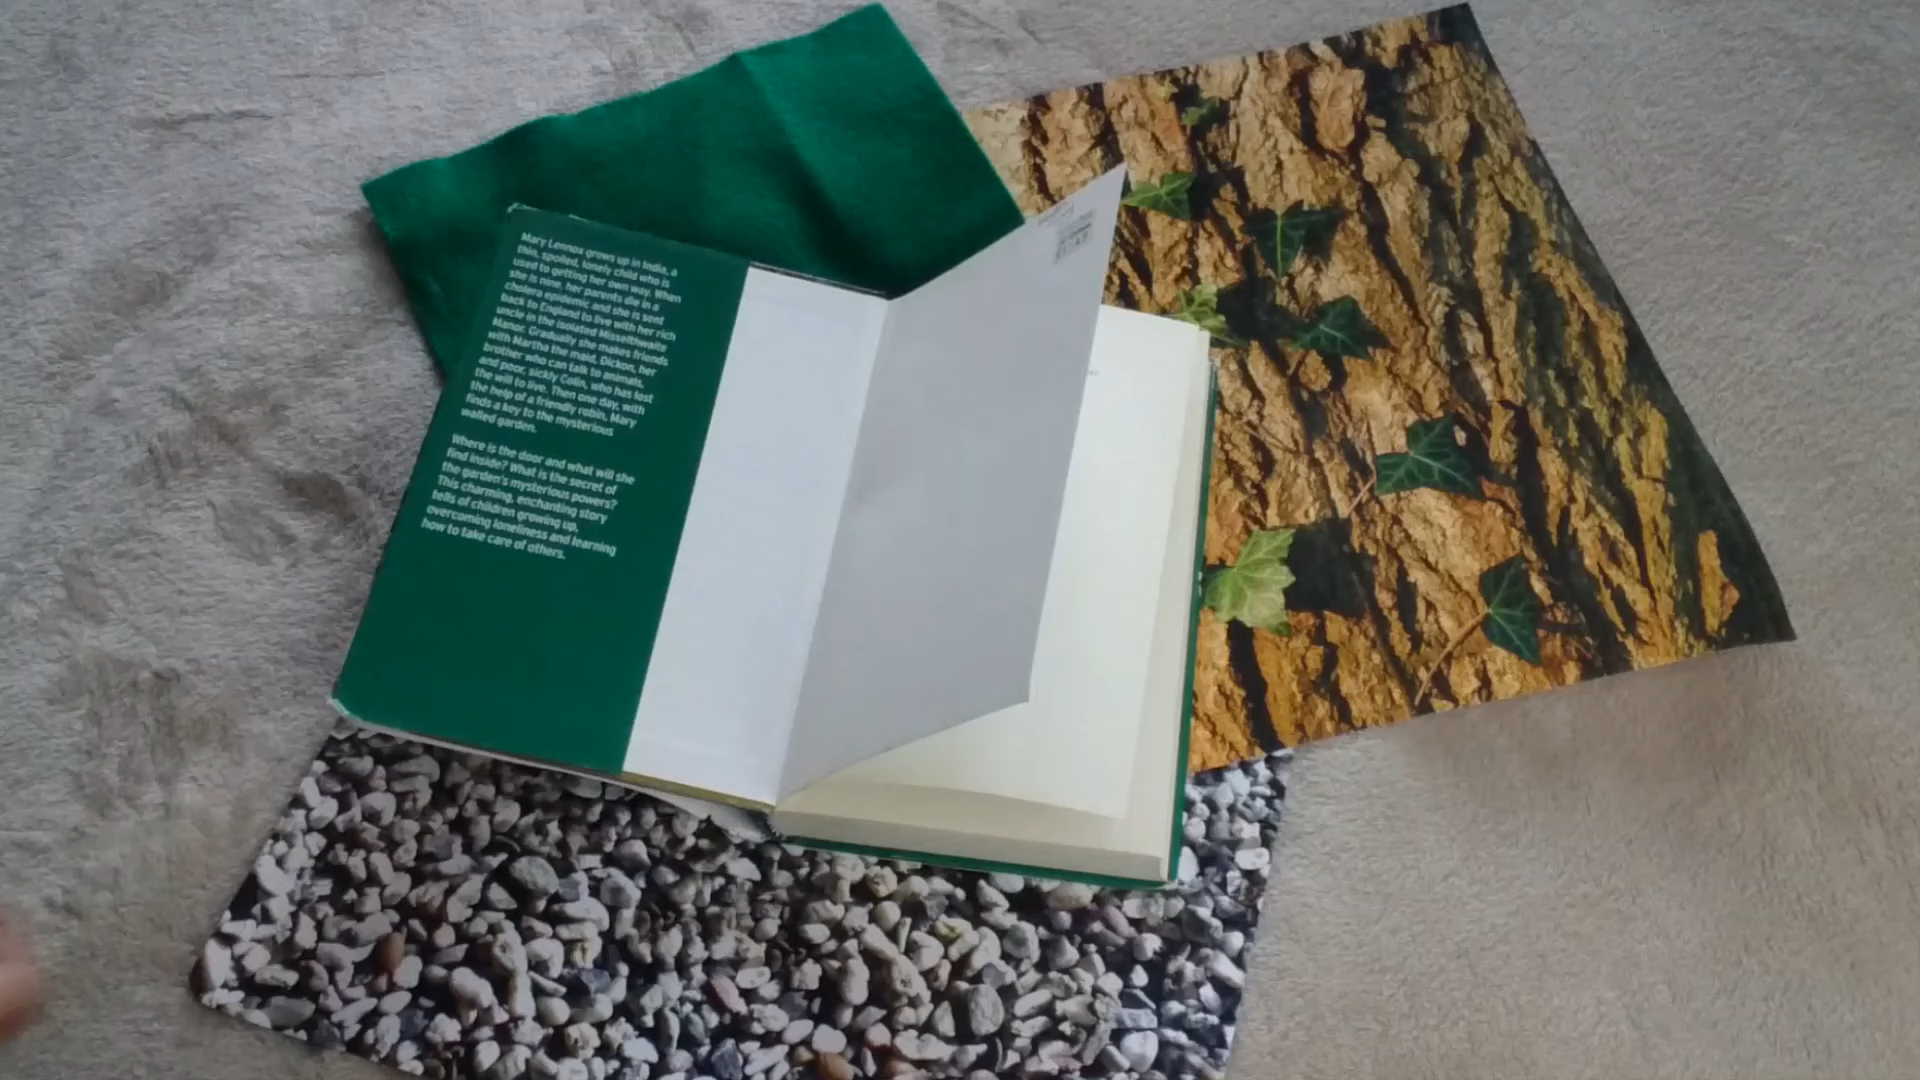 Mary Lennox grows up in India, a
thin, spoiled, lonely child who is
used to getting her own way. When
she is nine, her parents die in a
cholera epidemic and she is sent
back to England to live with her rich
uncle in the isolated Misselthwaite
Manor. Gradually she makes friends
with Martha the maid, Dickon, her
brother who can talk to animals,
and poor, sickly Colin, who has lost
the will to live. Then one day, with
the help of a friendly robin, Mary
finds a key to the mysterious
walled garden.
Where is the door and what will she
find inside? What is the secret of
the garden's mysterious powers?
This charming, enchanting story
tells of children growing up,
overcoming loneliness and learning
how to take care of others.